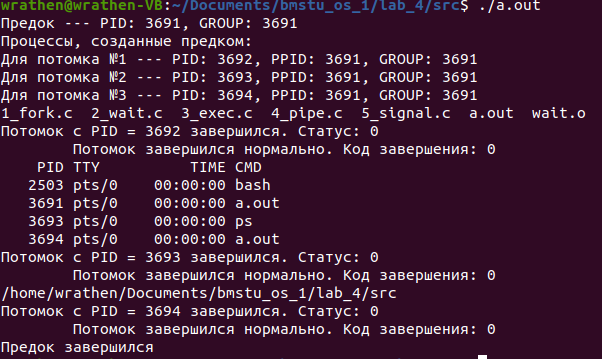 wrathen@wrathen-VB:~/Documents/bmstu_os_1/lab_4/src$ ./a.out
Предок --- PID: 3691, GROUP: 3691
Процессы, созданные предком:
Для потомка №1 --- PID: 3692, PPID: 3691, GROUP: 3691
Для потомка №2 --- PID: 3693, PPID: 3691, GROUP: 3691
Для потомка №3 --- PID: 3694, PPID: 3691, GROUP: 3691
1_fork.c  2_wait.c  3_exec.c  4_pipe.c  5_signal.c  a.out  wait.o
Потомок с PID = 3692 завершился. Статус: 0
        Потомок завершился нормально. Код завершения: 0
    PID TTY          TIME CMD
   2503 pts/0    00:00:00 bash
   3691 pts/0    00:00:00 a.out
   3693 pts/0    00:00:00 ps
   3694 pts/0    00:00:00 a.out
Потомок с PID = 3693 завершился. Статус: 0
        Потомок завершился нормально. Код завершения: 0
/home/wrathen/Documents/bmstu_os_1/lab_4/src
Потомок с PID = 3694 завершился. Статус: 0
        Потомок завершился нормально. Код завершения: 0
Предок завершился